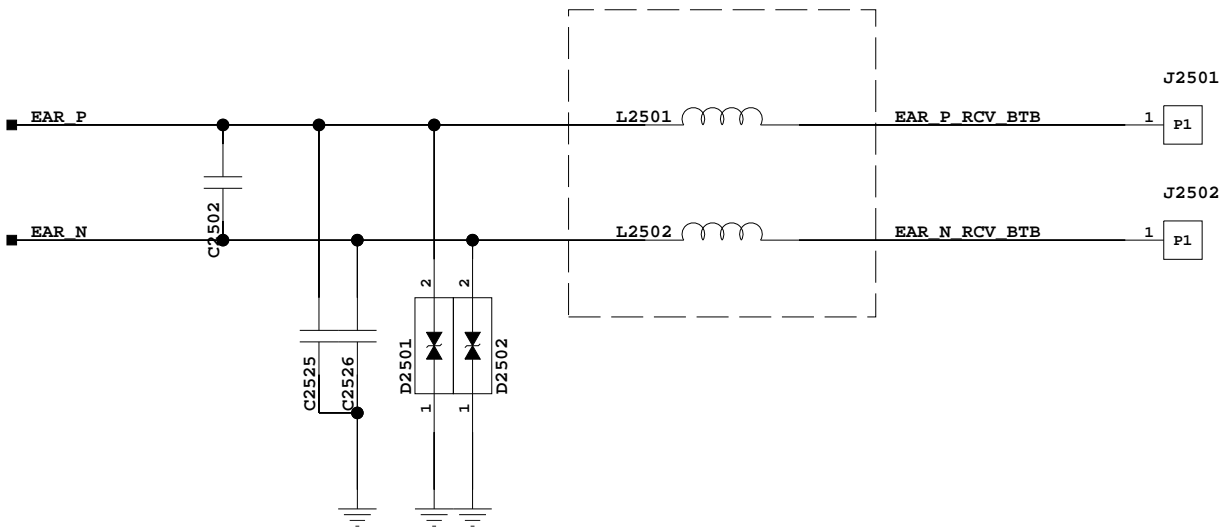 J2501
EAR_P
L2501
EAR_P_RCV_BTB
1
P1
J2502
C2502
EAR_N
L2502
EAR_N_RCV_BTB
1
P1
2
2
C2525
C2526
D2501
D2502
1
1